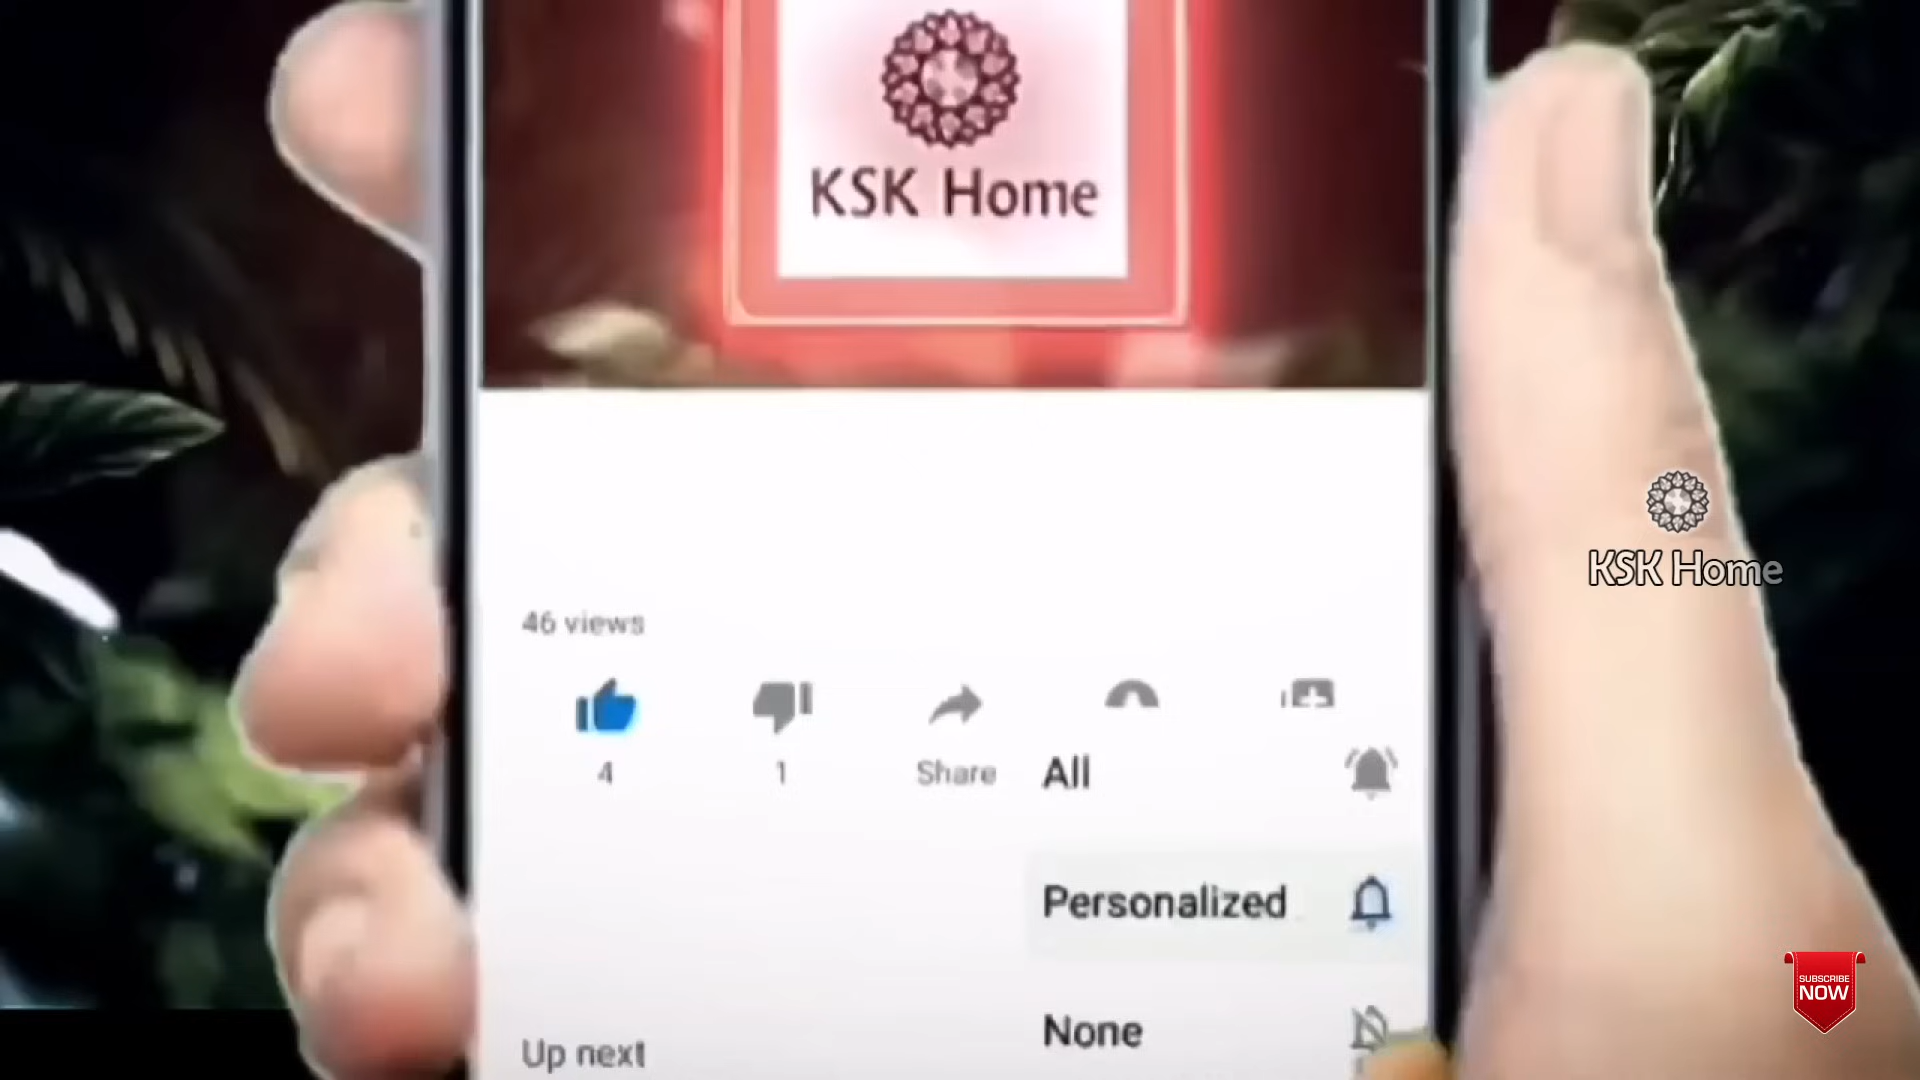 KSK Home
46 views
4
1
Share
All
Personalized
None
Up next
KSK Home
SUBSCRIBE
NOW